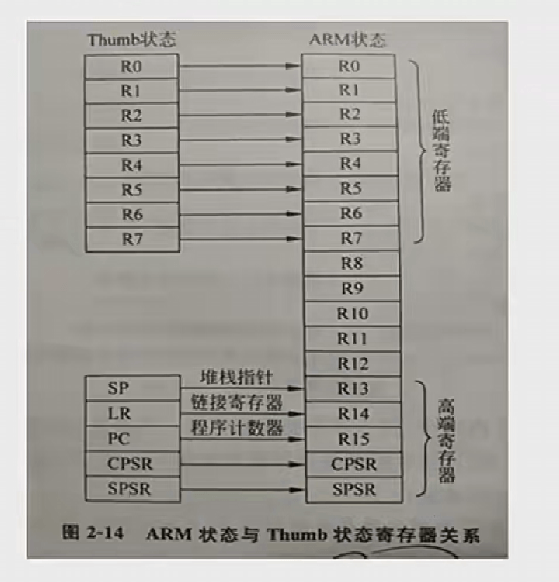 Thumb状态 ARM状态
R0 R0
R1 R1
R2 R2
R3 R3
R4 R4
R5 R5
R6 R6
R7 R7
低端寄存器
R8
R9
R10
R11
R12
SP 堆栈指针 R13
LR 链接寄存器 R14
PC 程序计数器 R15
CPSR CPSR
SPSR SPSR
高端寄存器
图 2-14 ARM 状态与 Thumb 状态寄存器关系